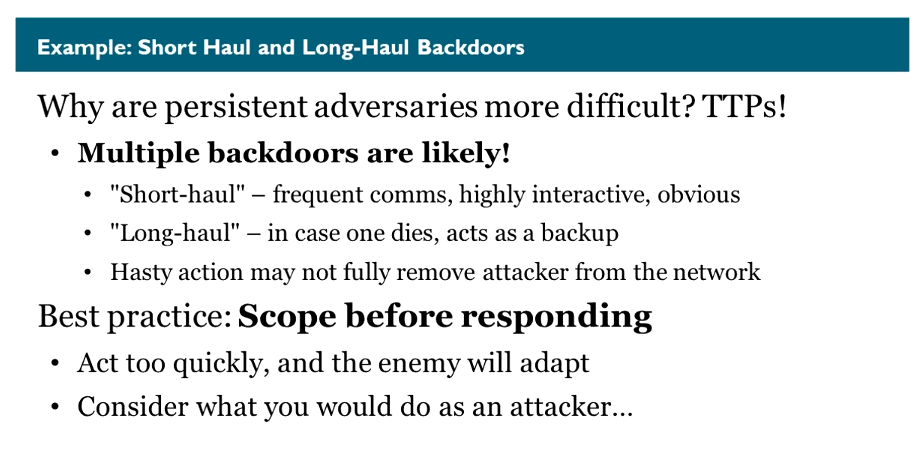 Example: Short Haul and Long-Haul Backdoors
Why are persistent adversaries more difficult? TTPs!
• Multiple backdoors are likely!
• "Short-haul" – frequent comms, highly interactive, obvious
• "Long-haul" – in case one dies, acts as a backup
• Hasty action may not fully remove attacker from the network
Best practice: Scope before responding
• Act too quickly, and the enemy will adapt
• Consider what you would do as an attacker…